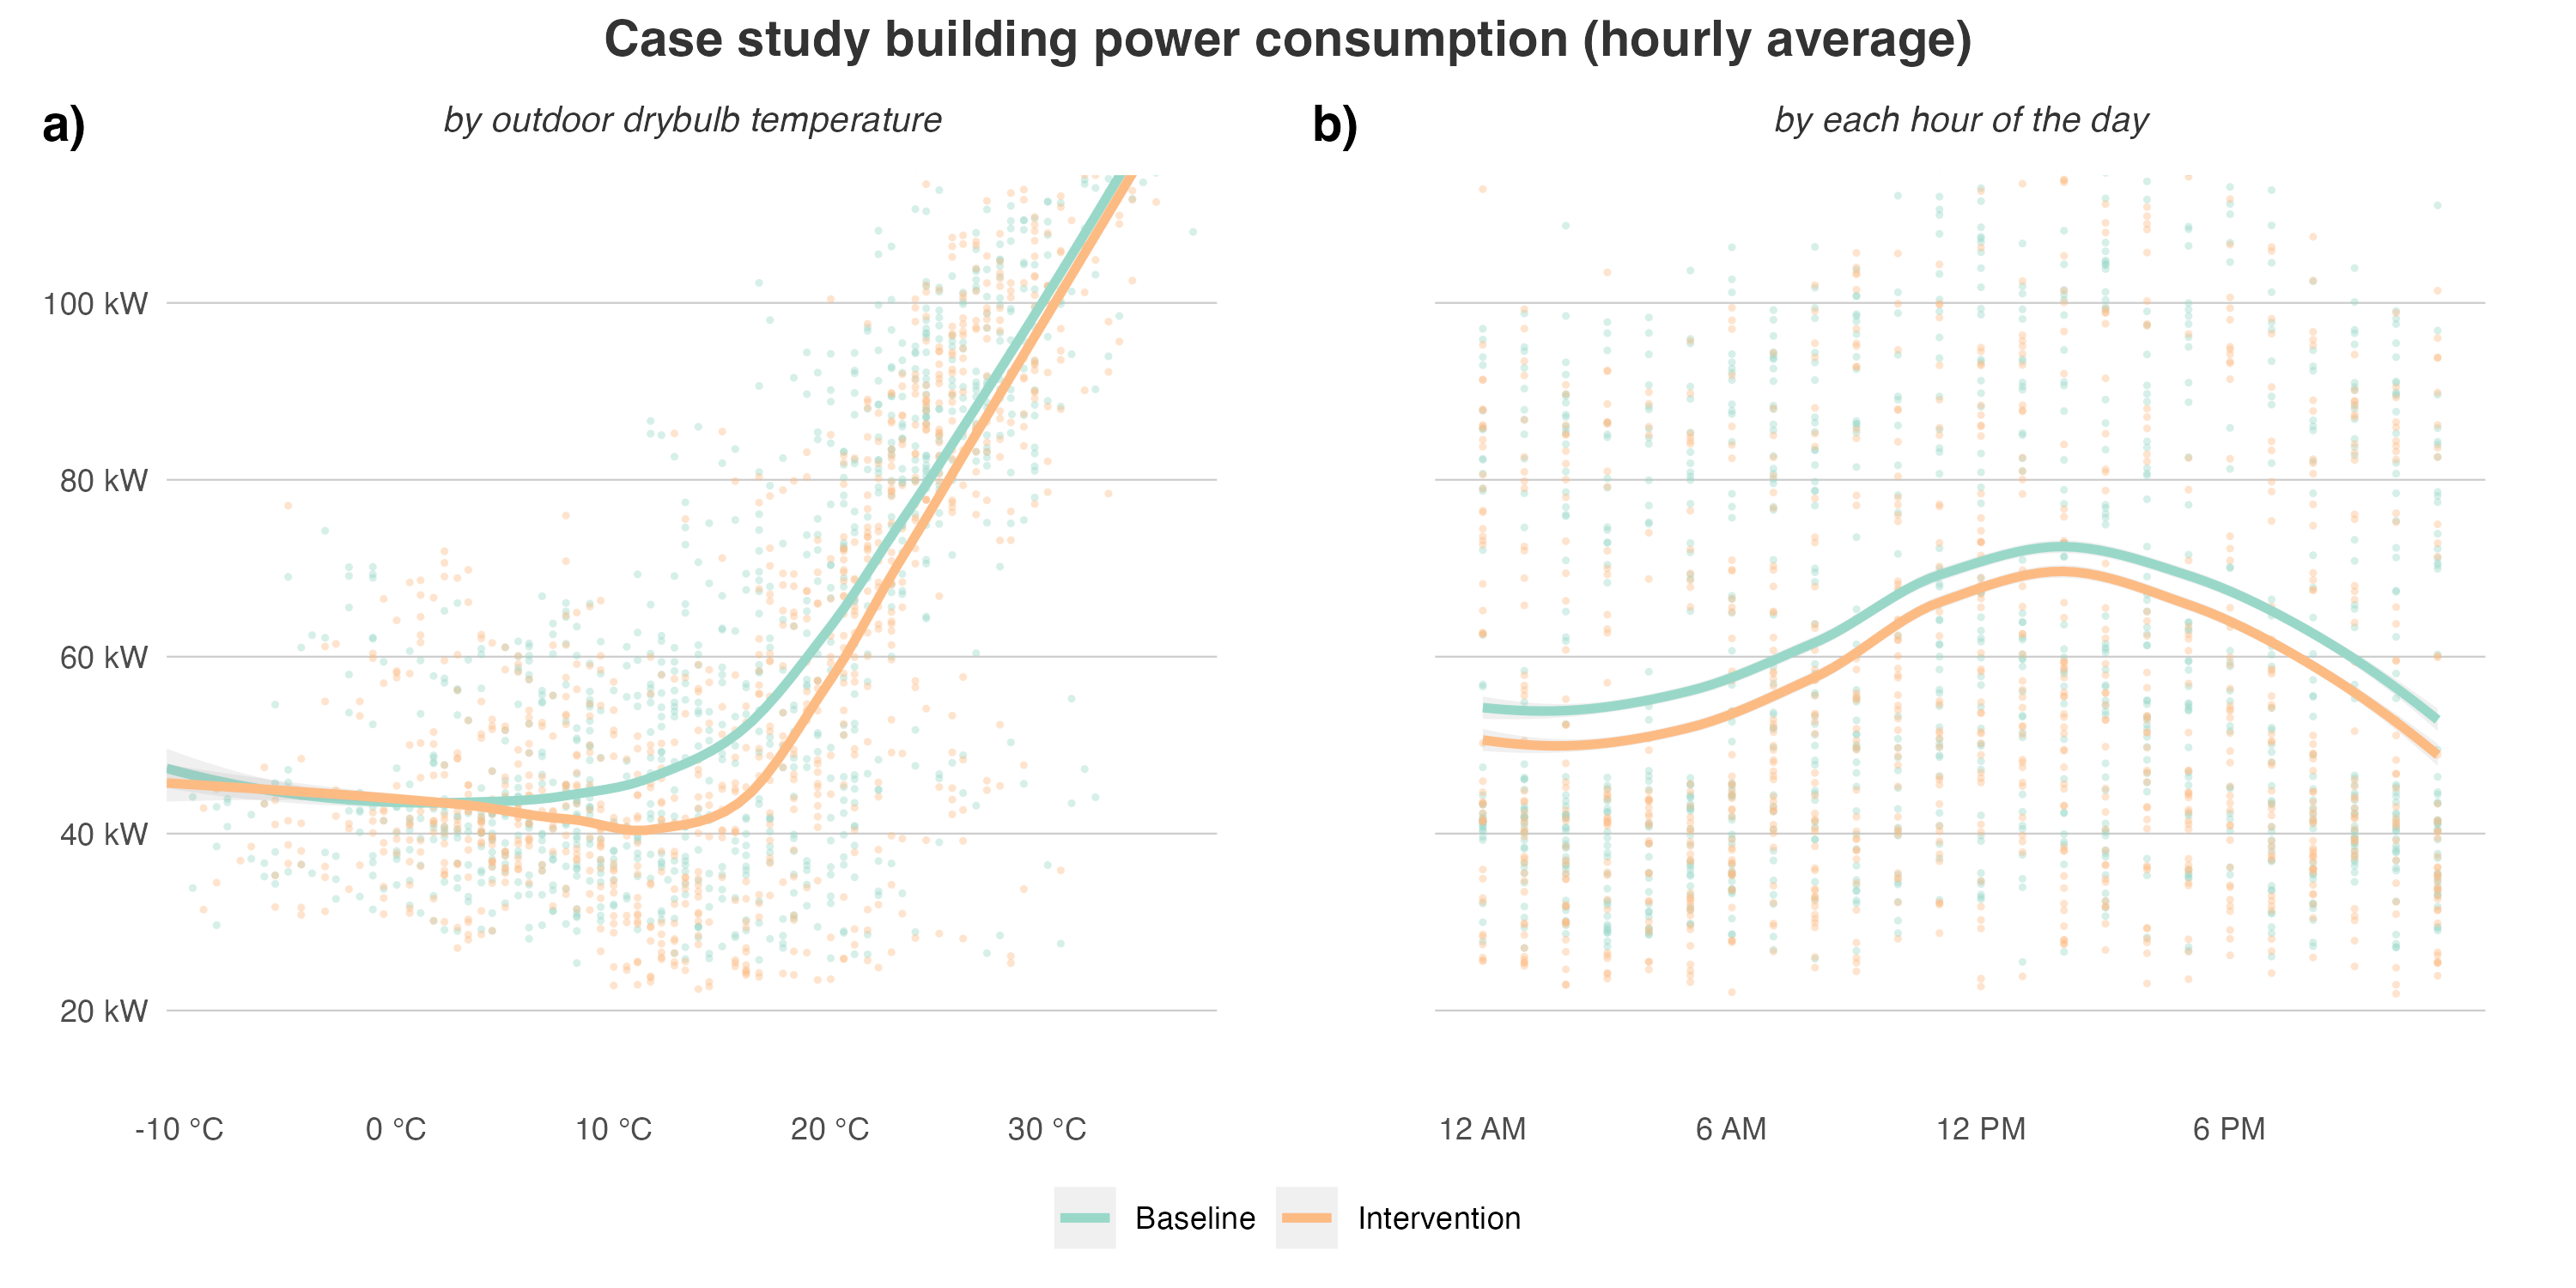 Case study building power consumption (hourly average)
a)
by outdoor drybulb temperature
100 kW
80 kW
60 kW
40 kW
20 kW
-10 °C 0 °C 10 °C 20 °C 30 °C
b)
by each hour of the day
12 AM 6 AM 12 PM 6 PM
Baseline Intervention